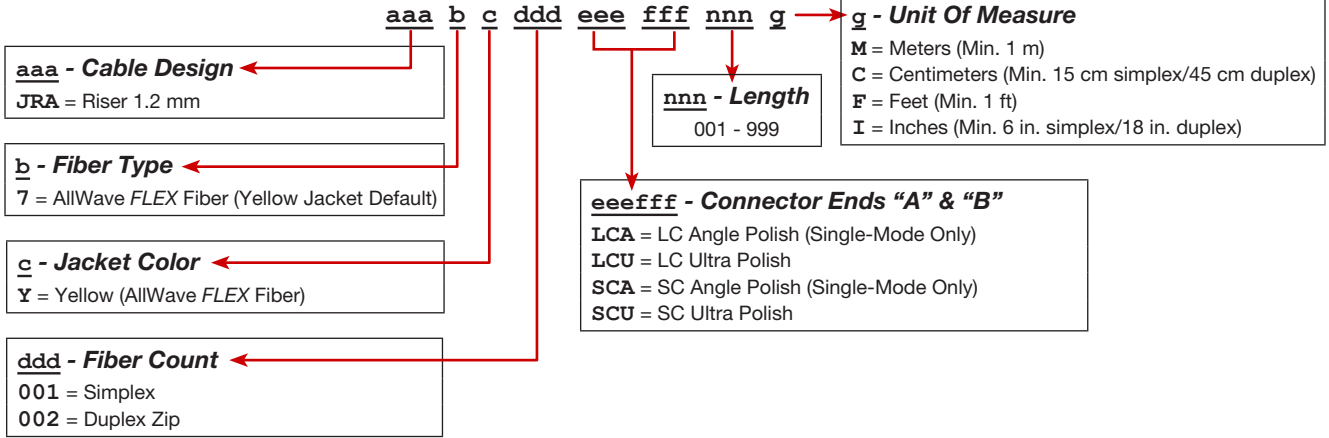 aaa b c ddd eee fff nnn g
g - Unit Of Measure
M = Meters (Min. 1 m)
C = Centimeters (Min. 15 cm simplex/45 cm duplex)
F = Feet (Min. 1 ft)
I = Inches (Min. 6 in. simplex/18 in. duplex)
aaa - Cable Design
JRA = Riser 1.2 mm
nnn - Length
001 - 999
b - Fiber Type
7 = AllWave FLEX Fiber (Yellow Jacket Default)
eeefff - Connector Ends “A” & “B”
LCA = LC Angle Polish (Single-Mode Only)
LCU = LC Ultra Polish
SCA = SC Angle Polish (Single-Mode Only)
SCU = SC Ultra Polish
c - Jacket Color
Y = Yellow (AllWave FLEX Fiber)
ddd - Fiber Count
001 = Simplex
002 = Duplex Zip